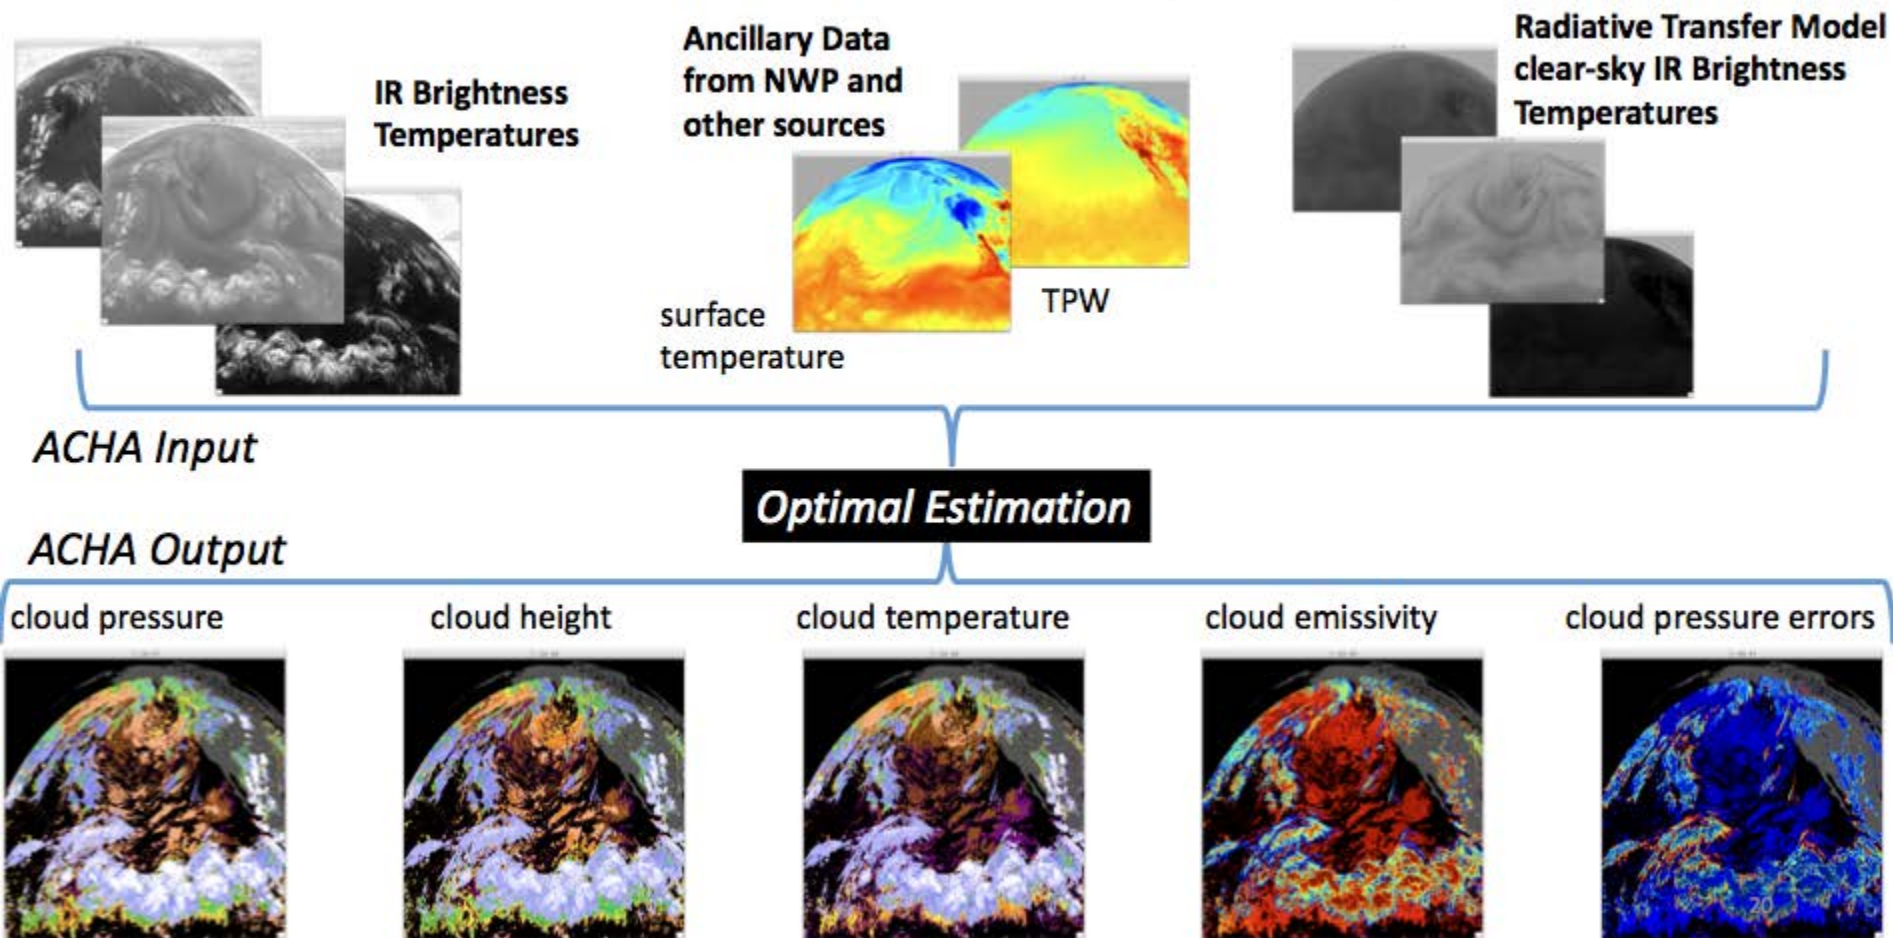 IR Brightness
Temperatures
Ancillary Data
from NWP and
other sources
surface
temperature
TPW
Radiative Transfer Model
clear-sky IR Brightness
Temperatures
ACHA Input
Optimal Estimation
ACHA Output
cloud pressure
cloud height
cloud temperature
cloud emissivity
cloud pressure errors
20